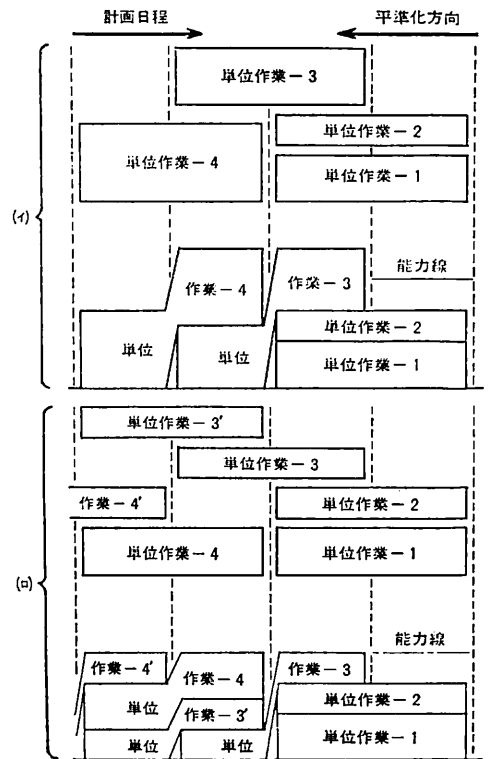 計画日程 平準化方向
(イ)
単位作業-3
単位作業-2
単位作業-4
単位作業-1
能力線
作業-4 作業-3
単位 単位 単位作業-2
単位作業-1
(ロ)
単位作業-3′
単位作業-3
作業-4′ 単位作業-2
単位作業-4 単位作業-1
能力線
作業-4′ 作業-4 作業-3
単位 作業-3′ 単位作業-2
単位 単位 単位作業-1